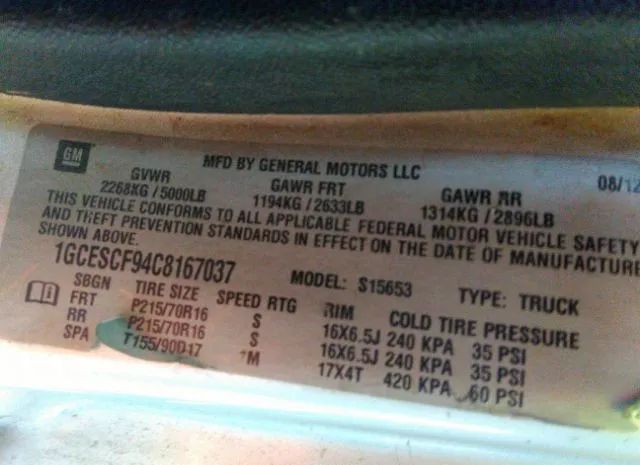 GM MFD BY GENERAL MOTORS LLC 08/12
GVWR GAWR FRT GAWR RR
2268KG / 5000LB 1194KG / 2633LB 1314KG / 2896LB
THIS VEHICLE CONFORMS TO ALL APPLICABLE FEDERAL MOTOR VEHICLE SAFETY
AND THEFT PREVENTION STANDARDS IN EFFECT ON THE DATE OF MANUFACTURE
SHOWN ABOVE.
1GCESCF94C8167037 MODEL: S15653 TYPE: TRUCK
SBGN TIRE SIZE SPEED RTG RIM COLD TIRE PRESSURE
FRT P215/70R16 S 16X6.5J 240 KPA 35 PSI
RR P215/70R16 S 16X6.5J 240 KPA 35 PSI
SPA T155/90D17 *M 17X4T 420 KPA 60 PSI